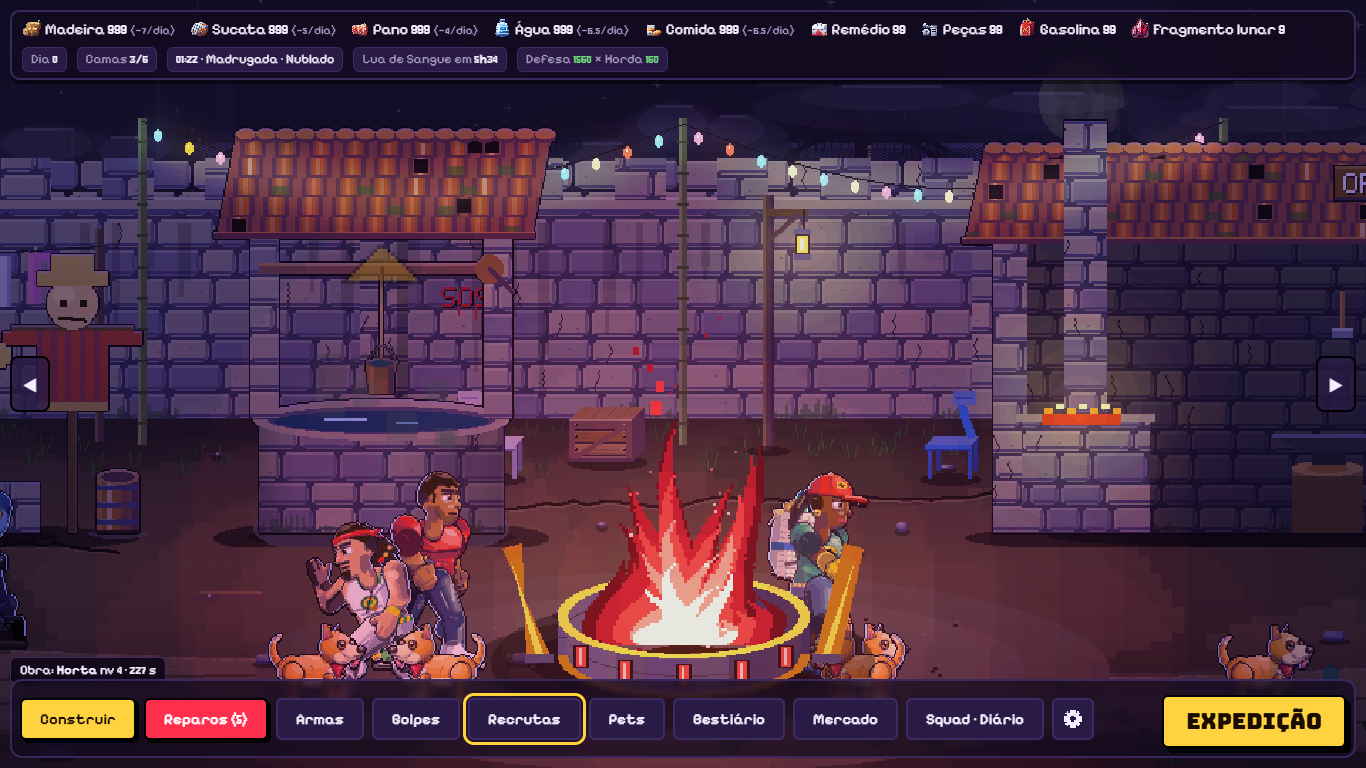 Madeira 999 (-7/dia) Sucata 999 (-5/dia) Pano 999 (-4/dia) Água 999 (-6.5/dia) Comida 999 (-6.5/dia) Remédio 99 Peças 99 Gasolina 99 Fragmento lunar 9
Dia 0 Camas 3/6 01:22 · Madrugada · Nublado Lua de Sangue em 5h34 Defesa 1560 × Horda 160
OF
SOS
Obra: Horta nv 4 · 227 s
Construir Reparos (5) Armas Golpes Recrutas Pets Bestiário Mercado Squad · Diário EXPEDIÇÃO